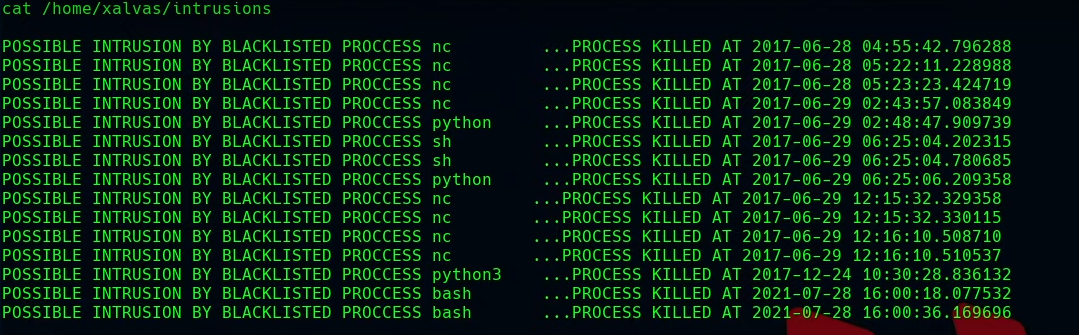 cat /home/xalvas/intrusions
POSSIBLE INTRUSION BY BLACKLISTED PROCCESS nc ...PROCESS KILLED AT 2017-06-28 04:55:42.796288
POSSIBLE INTRUSION BY BLACKLISTED PROCCESS nc ...PROCESS KILLED AT 2017-06-28 05:22:11.228988
POSSIBLE INTRUSION BY BLACKLISTED PROCCESS nc ...PROCESS KILLED AT 2017-06-28 05:23:23.424719
POSSIBLE INTRUSION BY BLACKLISTED PROCCESS nc ...PROCESS KILLED AT 2017-06-29 02:43:57.083849
POSSIBLE INTRUSION BY BLACKLISTED PROCCESS python ...PROCESS KILLED AT 2017-06-29 02:48:47.909739
POSSIBLE INTRUSION BY BLACKLISTED PROCCESS sh ...PROCESS KILLED AT 2017-06-29 06:25:04.202315
POSSIBLE INTRUSION BY BLACKLISTED PROCCESS sh ...PROCESS KILLED AT 2017-06-29 06:25:04.780685
POSSIBLE INTRUSION BY BLACKLISTED PROCCESS python ...PROCESS KILLED AT 2017-06-29 06:25:06.209358
POSSIBLE INTRUSION BY BLACKLISTED PROCCESS nc ...PROCESS KILLED AT 2017-06-29 12:15:32.329358
POSSIBLE INTRUSION BY BLACKLISTED PROCCESS nc ...PROCESS KILLED AT 2017-06-29 12:15:32.330115
POSSIBLE INTRUSION BY BLACKLISTED PROCCESS nc ...PROCESS KILLED AT 2017-06-29 12:16:10.508710
POSSIBLE INTRUSION BY BLACKLISTED PROCCESS nc ...PROCESS KILLED AT 2017-06-29 12:16:10.510537
POSSIBLE INTRUSION BY BLACKLISTED PROCCESS python3 ...PROCESS KILLED AT 2017-12-24 10:30:28.836132
POSSIBLE INTRUSION BY BLACKLISTED PROCCESS bash ...PROCESS KILLED AT 2021-07-28 16:00:18.077532
POSSIBLE INTRUSION BY BLACKLISTED PROCCESS bash ...PROCESS KILLED AT 2021-07-28 16:00:36.169696